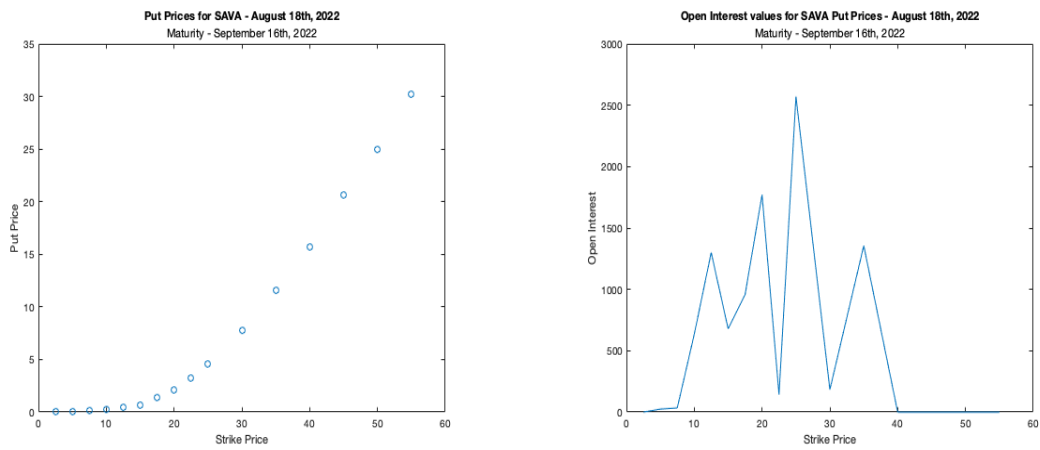 Put Prices for SAVA - August 18th, 2022
Maturity - September 16th, 2022
35
30
25
20
15
10
5
0
Put Price
0 10 20 30 40 50 60
Strike Price
Open Interest values for SAVA Put Prices - August 18th, 2022
Maturity - September 16th, 2022
3000
2500
2000
1500
1000
500
0
Open Interest
0 10 20 30 40 50 60
Strike Price